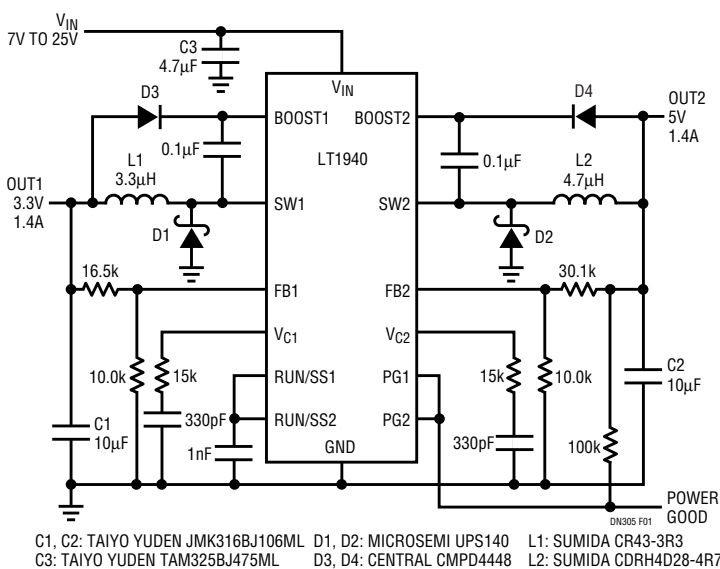 VIN
7V TO 25V
C3
4.7µF
VIN
D3
D4
BOOST1
BOOST2
OUT2
5V
1.4A
0.1µF
LT1940
0.1µF
L1
3.3µH
L2
4.7µH
OUT1
3.3V
1.4A
SW1
SW2
D1
D2
16.5k
FB1
FB2
30.1k
VC1
VC2
10.0k
15k
RUN/SS1
PG1
15k
10.0k
C2
10µF
C1
10µF
330pF
RUN/SS2
PG2
1nF
GND
330pF
100k
POWER
GOOD
DN305 F01
C1, C2: TAIYO YUDEN JMK316BJ106ML D1, D2: MICROSEMI UPS140 L1: SUMIDA CR43-3R3
C3: TAIYO YUDEN TAM325BJ475ML D3, D4: CENTRAL CMPD4448 L2: SUMIDA CDRH4D28-4R7